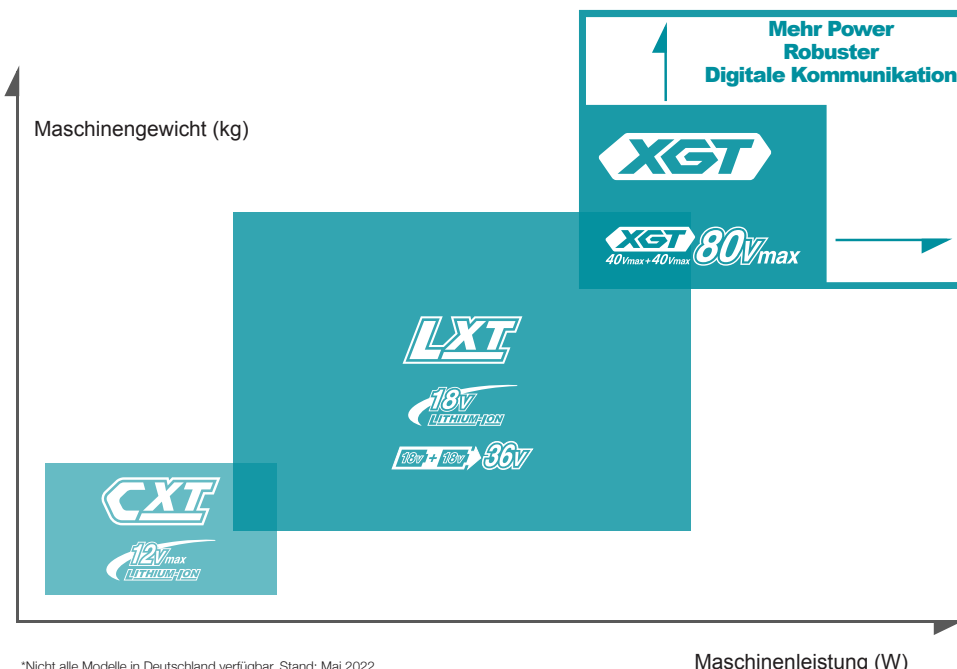 Mehr Power
Robuster
Digitale Kommunikation
Maschinengewicht (kg)
XGT
XGT 80Vmax
40Vmax+40Vmax
LXT
18V
LITHIUM-ION
18V + 18V 36V
CXT
12Vmax
LITHIUM-ION
Maschinenleistung (W)
*Nicht alle Modelle in Deutschland verfügbar. Stand: Mai 2022